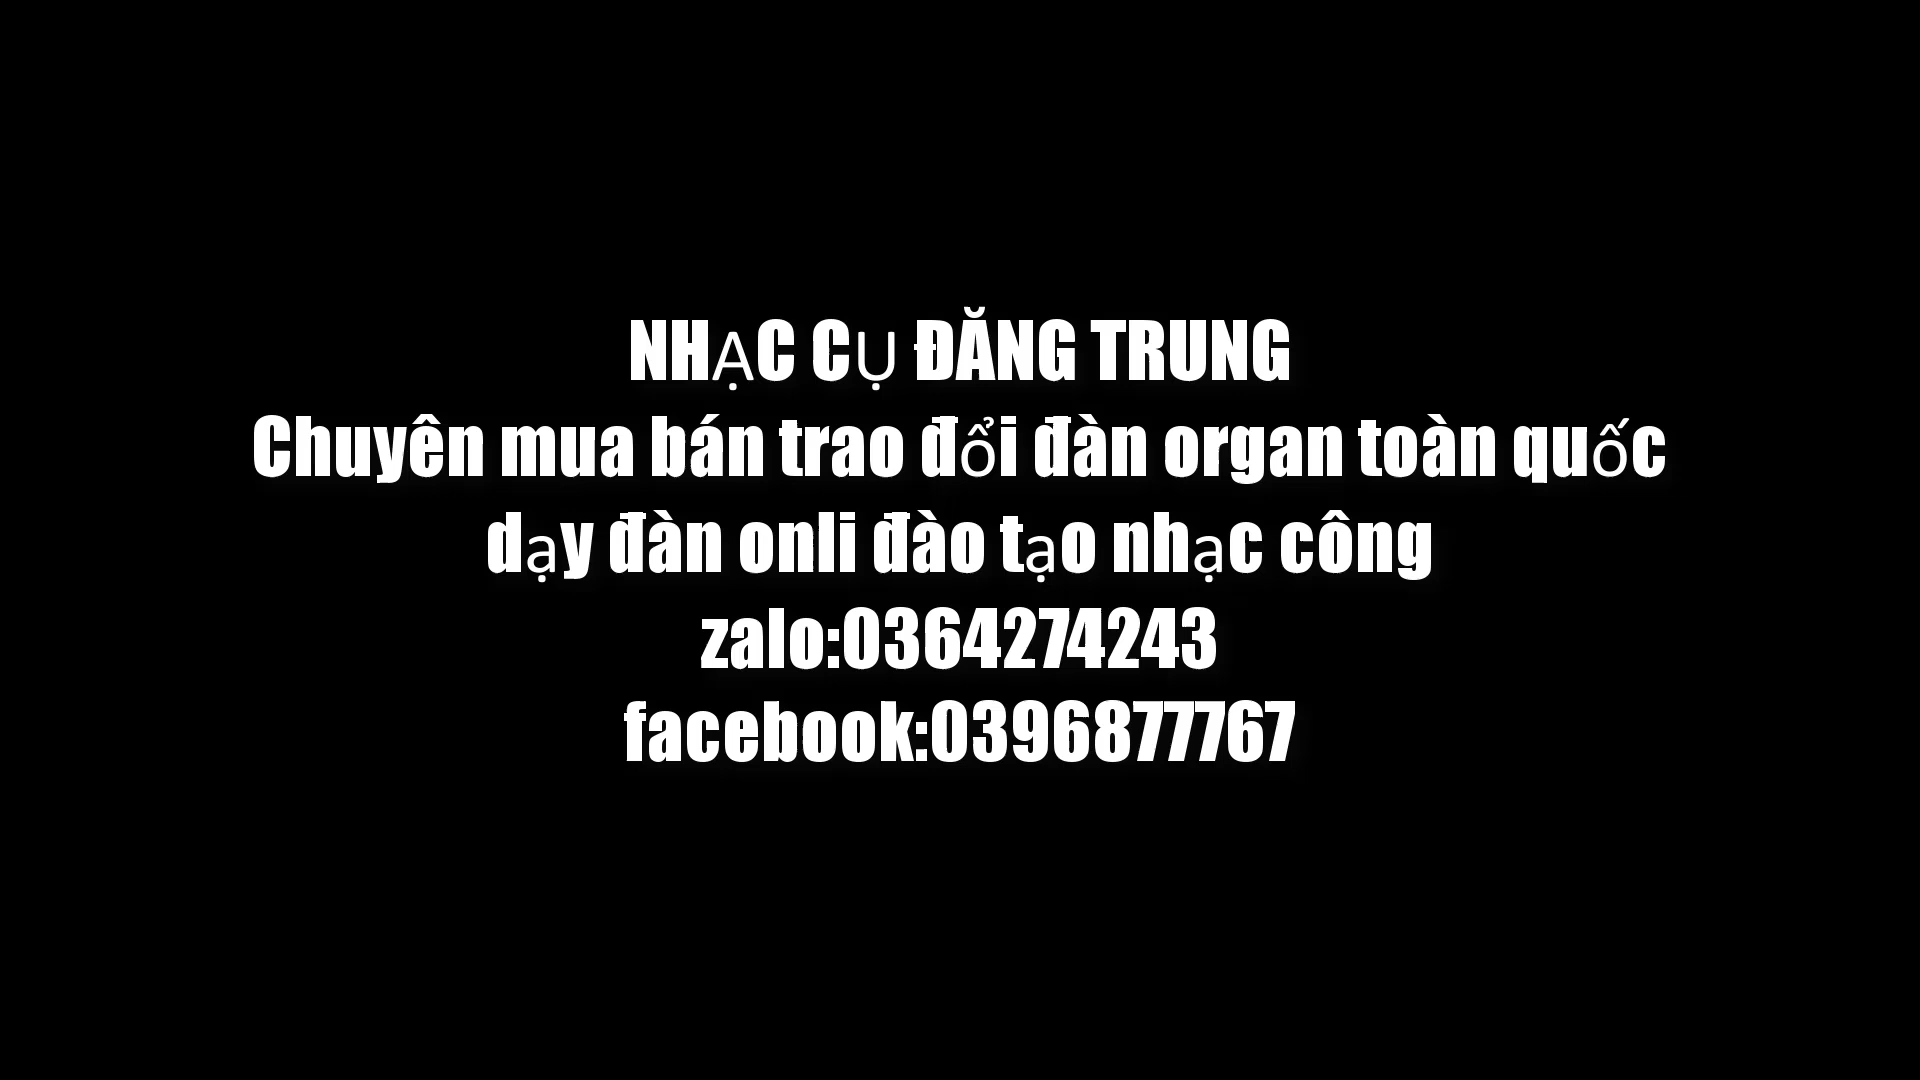 NHẠC CỤ ĐĂNG TRUNG
Chuyên mua bán trao đổi đàn organ toàn quốc
dạy đàn onli đào tạo nhạc công
zalo:0364274243
facebook:0396877767